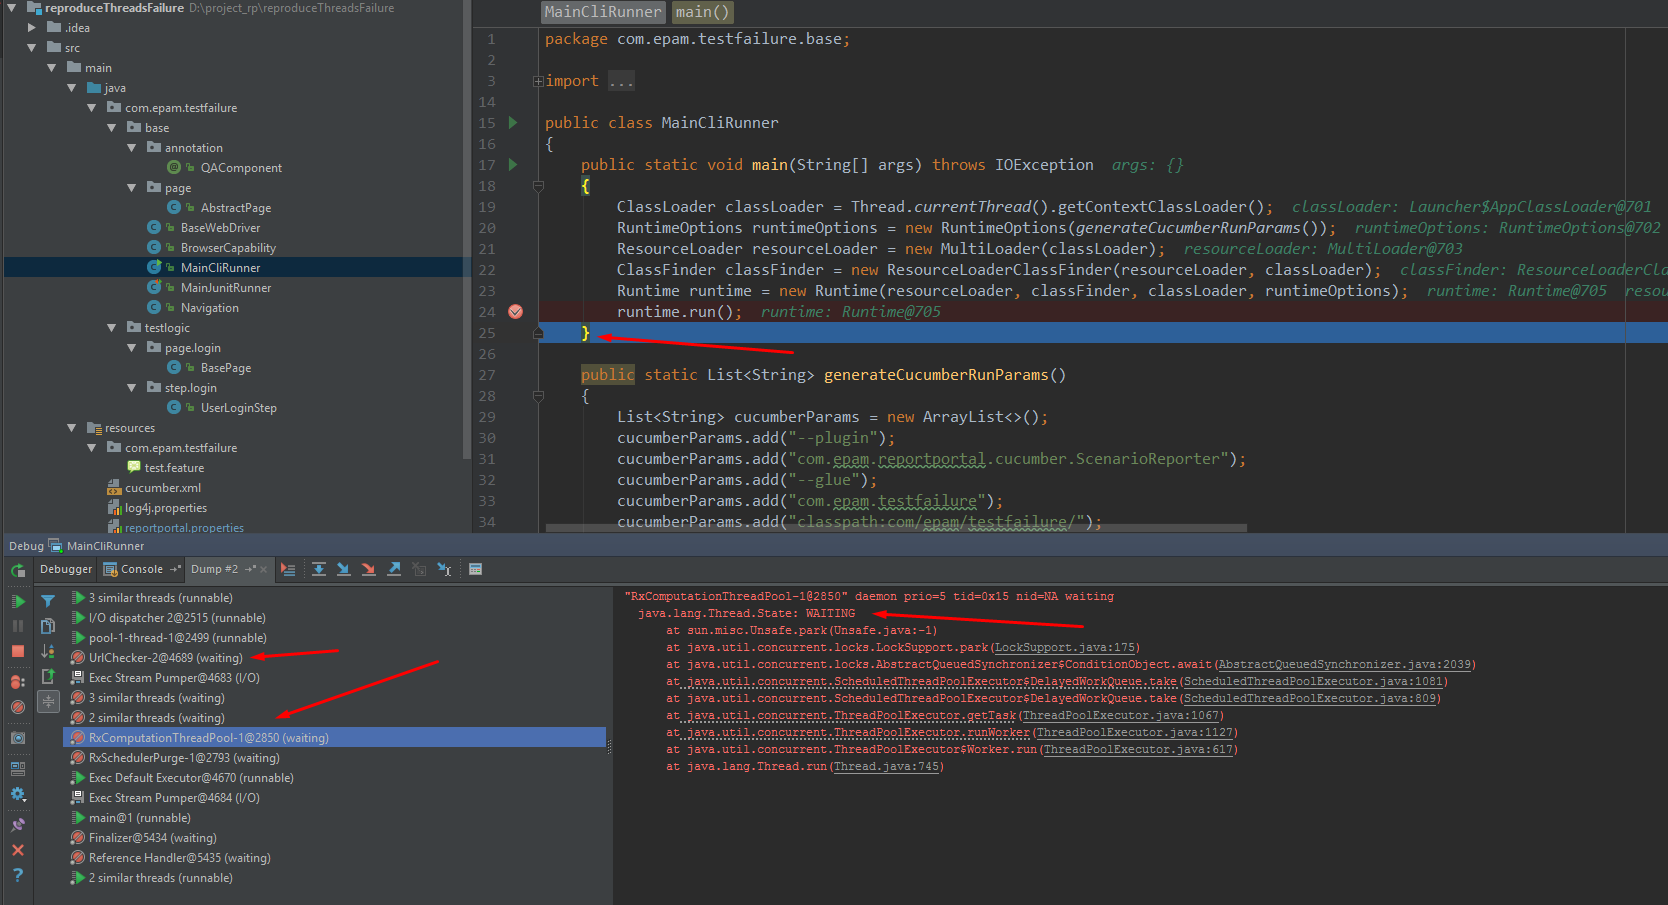 reproduceThreadsFailure D:\project_rp\reproduceThreadsFailure
.idea
src
main
java
com.epam.testfailure
base
annotation
QAComponent
page
AbstractPage
BaseWebDriver
BrowserCapability
MainCliRunner
MainJunitRunner
Navigation
testlogic
page.login
BasePage
step.login
UserLoginStep
resources
com.epam.testfailure
test.feature
cucumber.xml
log4j.properties
reportportal.properties
MainCliRunner main()
1 package com.epam.testfailure.base;
2
3 import ...
14
15 public class MainCliRunner
16 {
17 public static void main(String[] args) throws IOException args: {}
18 {
19 ClassLoader classLoader = Thread.currentThread().getContextClassLoader(); classLoader: Launcher$AppClassLoader@701
20 RuntimeOptions runtimeOptions = new RuntimeOptions(generateCucumberRunParams()); runtimeOptions: RuntimeOptions@702
21 ResourceLoader resourceLoader = new MultiLoader(classLoader); resourceLoader: MultiLoader@703
22 ClassFinder classFinder = new ResourceLoaderClassFinder(resourceLoader, classLoader); classFinder: ResourceLoaderCla
23 Runtime runtime = new Runtime(resourceLoader, classFinder, classLoader, runtimeOptions); runtime: Runtime@705 reso
24 runtime.run(); runtime: Runtime@705
25 }
26
27 public static List<String> generateCucumberRunParams()
28 {
29 List<String> cucumberParams = new ArrayList<>();
30 cucumberParams.add("--plugin");
31 cucumberParams.add("com.epam.reportportal.cucumber.ScenarioReporter");
32 cucumberParams.add("--glue");
33 cucumberParams.add("com.epam.testfailure");
34 cucumberParams.add("classpath:com/epam/testfailure/");
Debug MainCliRunner
Debugger Console Dump #2
3 similar threads (runnable)
I/O dispatcher 2@2515 (runnable)
pool-1-thread-1@2499 (runnable)
UrlChecker-2@4689 (waiting)
Exec Stream Pumper@4683 (I/O)
3 similar threads (waiting)
2 similar threads (waiting)
RxComputationThreadPool-1@2850 (waiting)
RxSchedulerPurge-1@2793 (waiting)
Exec Default Executor@4670 (runnable)
Exec Stream Pumper@4684 (I/O)
main@1 (runnable)
Finalizer@5434 (waiting)
Reference Handler@5435 (waiting)
2 similar threads (runnable)
"RxComputationThreadPool-1@2850" daemon prio=5 tid=0x15 nid=NA waiting
java.lang.Thread.State: WAITING
at sun.misc.Unsafe.park(Unsafe.java:-1)
at java.util.concurrent.locks.LockSupport.park(LockSupport.java:175)
at java.util.concurrent.locks.AbstractQueuedSynchronizer$ConditionObject.await(AbstractQueuedSynchronizer.java:2039)
at java.util.concurrent.ScheduledThreadPoolExecutor$DelayedWorkQueue.take(ScheduledThreadPoolExecutor.java:1081)
at java.util.concurrent.ScheduledThreadPoolExecutor$DelayedWorkQueue.take(ScheduledThreadPoolExecutor.java:809)
at java.util.concurrent.ThreadPoolExecutor.getTask(ThreadPoolExecutor.java:1067)
at java.util.concurrent.ThreadPoolExecutor.runWorker(ThreadPoolExecutor.java:1127)
at java.util.concurrent.ThreadPoolExecutor$Worker.run(ThreadPoolExecutor.java:617)
at java.lang.Thread.run(Thread.java:745)